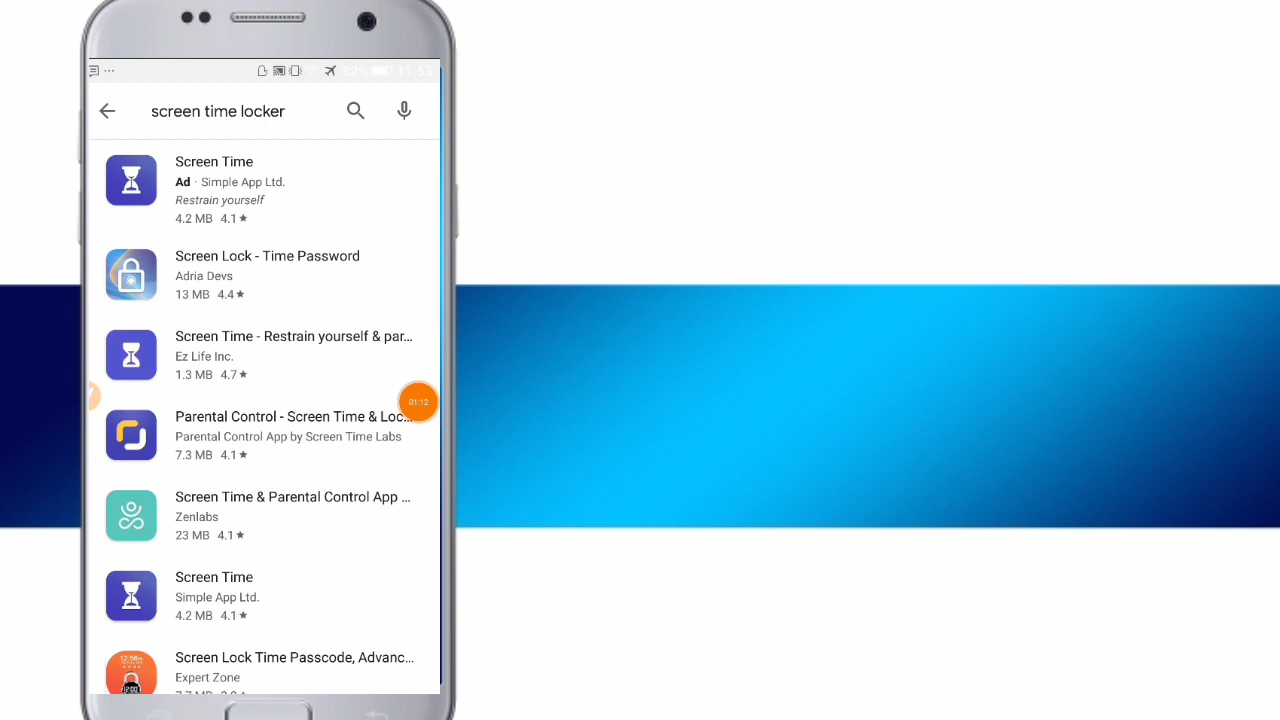 82% 11:53
screen time locker
Screen Time
Ad · Simple App Ltd.
Restrain yourself
4.2 MB 4.1★
Screen Lock - Time Password
Adria Devs
13 MB 4.4★
Screen Time - Restrain yourself & par...
Ez Life Inc.
1.3 MB 4.7★
01:12
Parental Control - Screen Time & Loc...
Parental Control App by Screen Time Labs
7.3 MB 4.1★
Screen Time & Parental Control App ...
Zenlabs
23 MB 4.1★
Screen Time
Simple App Ltd.
4.2 MB 4.1★
Screen Lock Time Passcode, Advanc...
Expert Zone